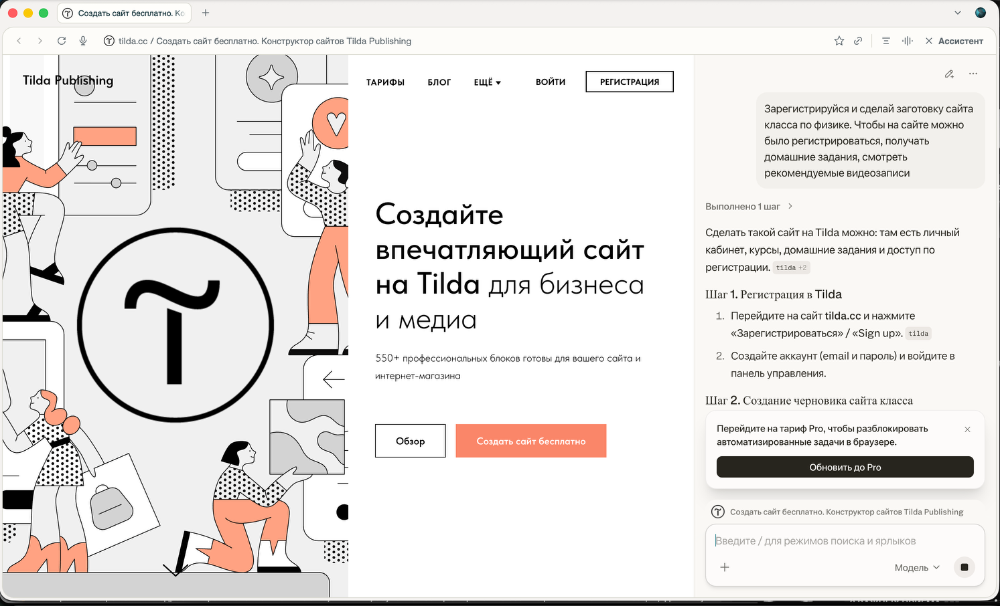 Создать сайт бесплатно. Ко
tilda.cc / Создать сайт бесплатно. Конструктор сайтов Tilda Publishing
Ассистент
Tilda Publishing
ТАРИФЫ
БЛОГ
ЕЩЁ
ВОЙТИ
РЕГИСТРАЦИЯ
Создайте
впечатляющий сайт
на Tilda для бизнеса
и медиа
550+ профессиональных блоков готовы для вашего сайта и
интернет-магазина
Обзор
Создать сайт бесплатно
Зарегистрируйся и сделай заготовку сайта
класса по физике. Чтобы на сайте можно
было регистрироваться, получать
домашние задания, смотреть
рекомендуемые видеозаписи
Выполнено 1 шаг
Сделать такой сайт на Tilda можно: там есть личный
кабинет, курсы, домашние задания и доступ по
регистрации. tilda +2
Шаг 1. Регистрация в Tilda
1. Перейдите на сайт tilda.cc и нажмите
«Зарегистрироваться» / «Sign up». tilda
2. Создайте аккаунт (email и пароль) и войдите в
панель управления.
Шаг 2. Создание черновика сайта класса
Перейдите на тариф Pro, чтобы разблокировать
автоматизированные задачи в браузере.
Обновить до Pro
Создать сайт бесплатно. Конструктор сайтов Tilda Publishing
Введите / для режимов поиска и ярлыков
Модель